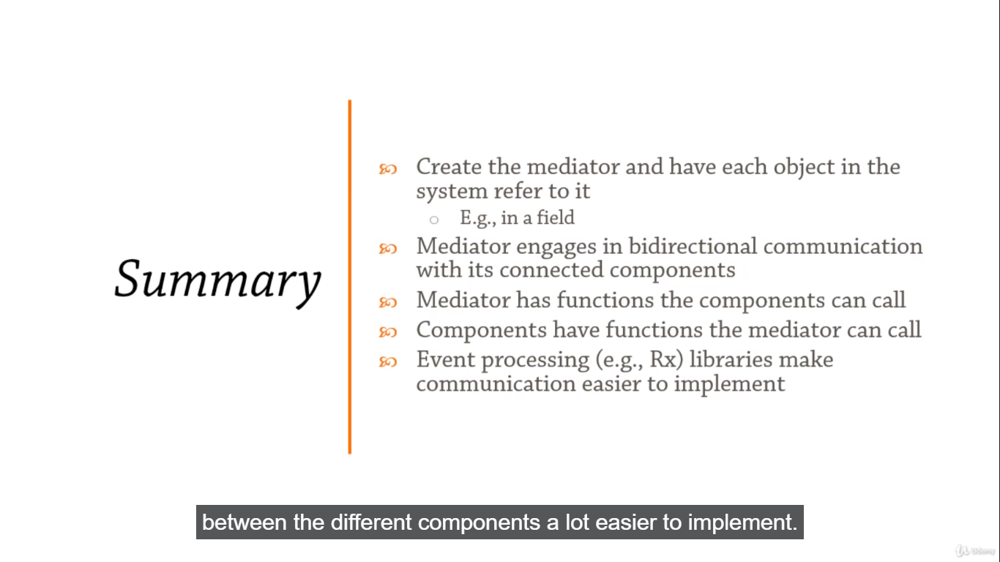 Summary
Create the mediator and have each object in the
system refer to it
E.g., in a field
Mediator engages in bidirectional communication
with its connected components
Mediator has functions the components can call
Components have functions the mediator can call
Event processing (e.g., Rx) libraries make
communication easier to implement
between the different components a lot easier to implement.
Udemy